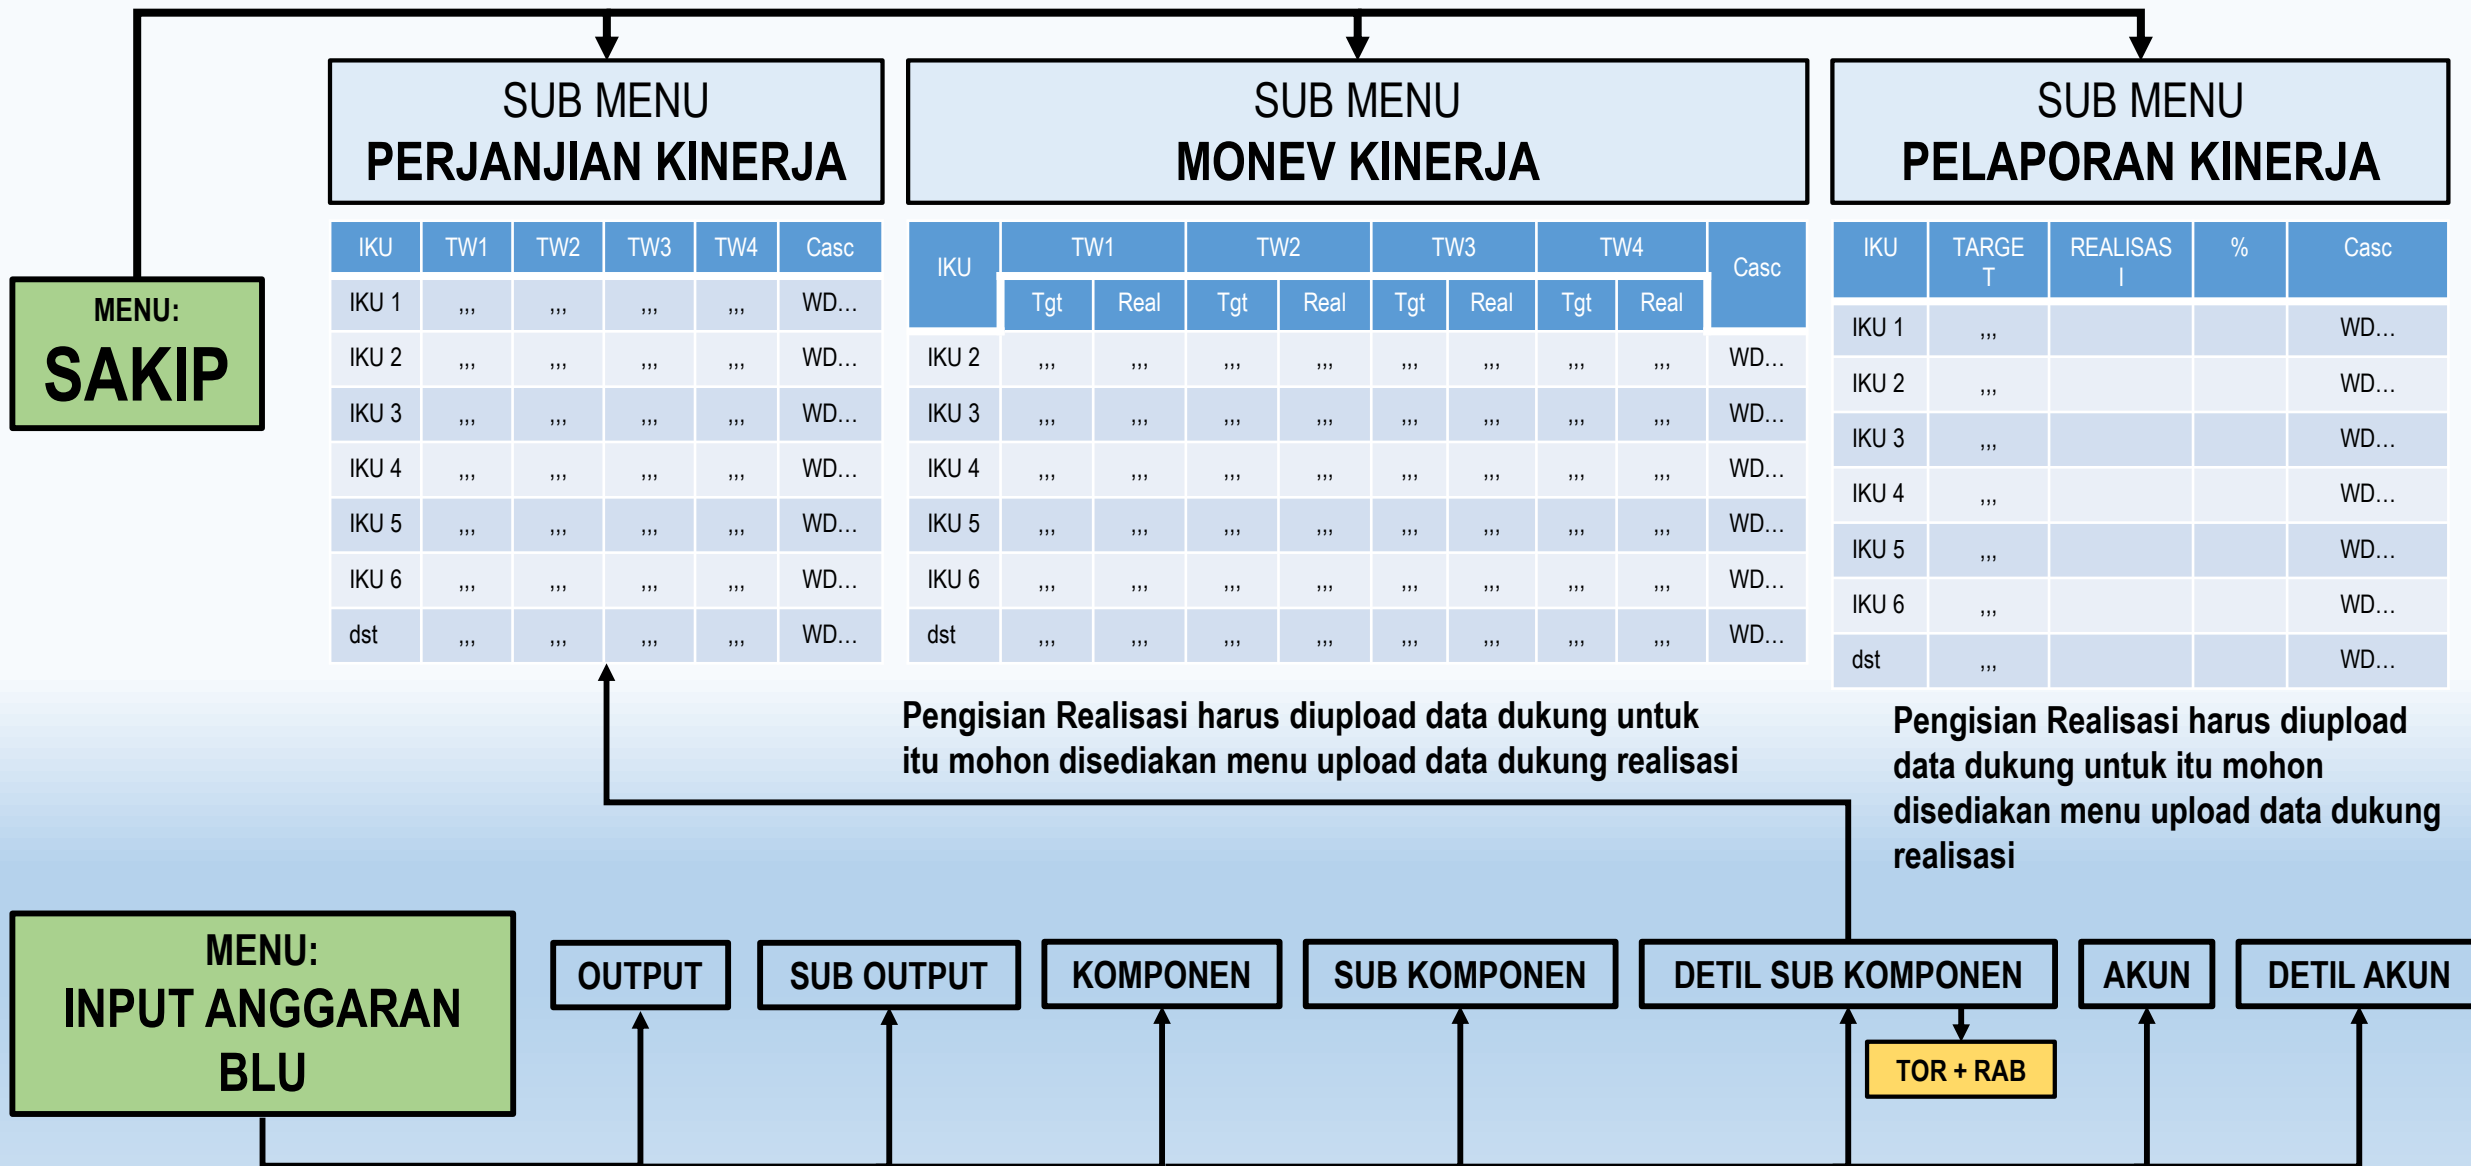 SUB MENU
PERJANJIAN KINERJA
SUB MENU
MONEV KINERJA
SUB MENU
PELAPORAN KINERJA
MENU:
SAKIP
IKU TW1 TW2 TW3 TW4 Casc
IKU 1 ,,, ,,, ,,, ,,, WD...
IKU 2 ,,, ,,, ,,, ,,, WD...
IKU 3 ,,, ,,, ,,, ,,, WD...
IKU 4 ,,, ,,, ,,, ,,, WD...
IKU 5 ,,, ,,, ,,, ,,, WD...
IKU 6 ,,, ,,, ,,, ,,, WD...
dst ,,, ,,, ,,, ,,, WD...
IKU TW1 TW2 TW3 TW4 Casc
Tgt Real Tgt Real Tgt Real Tgt Real
IKU 2 ,,, ,,, ,,, ,,, ,,, ,,, ,,, ,,, WD...
IKU 3 ,,, ,,, ,,, ,,, ,,, ,,, ,,, ,,, WD...
IKU 4 ,,, ,,, ,,, ,,, ,,, ,,, ,,, ,,, WD...
IKU 5 ,,, ,,, ,,, ,,, ,,, ,,, ,,, ,,, WD...
IKU 6 ,,, ,,, ,,, ,,, ,,, ,,, ,,, ,,, WD...
dst ,,, ,,, ,,, ,,, ,,, ,,, ,,, ,,, WD...
IKU TARGE REALISAS % Casc
T I
IKU 1 ,,, WD...
IKU 2 ,,, WD...
IKU 3 ,,, WD...
IKU 4 ,,, WD...
IKU 5 ,,, WD...
IKU 6 ,,, WD...
dst ,,, WD...
Pengisian Realisasi harus diupload data dukung untuk
itu mohon disediakan menu upload data dukung realisasi
Pengisian Realisasi harus diupload
data dukung untuk itu mohon
disediakan menu upload data dukung
realisasi
MENU:
INPUT ANGGARAN
BLU
OUTPUT
SUB OUTPUT
KOMPONEN
SUB KOMPONEN
DETIL SUB KOMPONEN
AKUN
DETIL AKUN
TOR + RAB